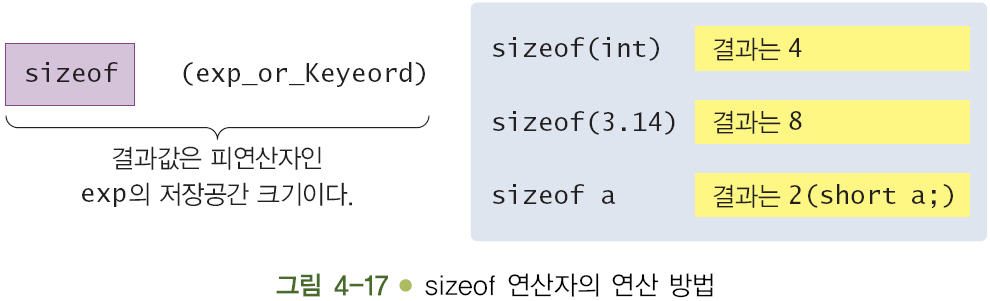 sizeof (exp_or_Keyeord)
결과값은 피연산자인
exp의 저장공간 크기이다.
sizeof(int) 결과는 4
sizeof(3.14) 결과는 8
sizeof a 결과는 2(short a;)
그림 4-17 ● sizeof 연산자의 연산 방법